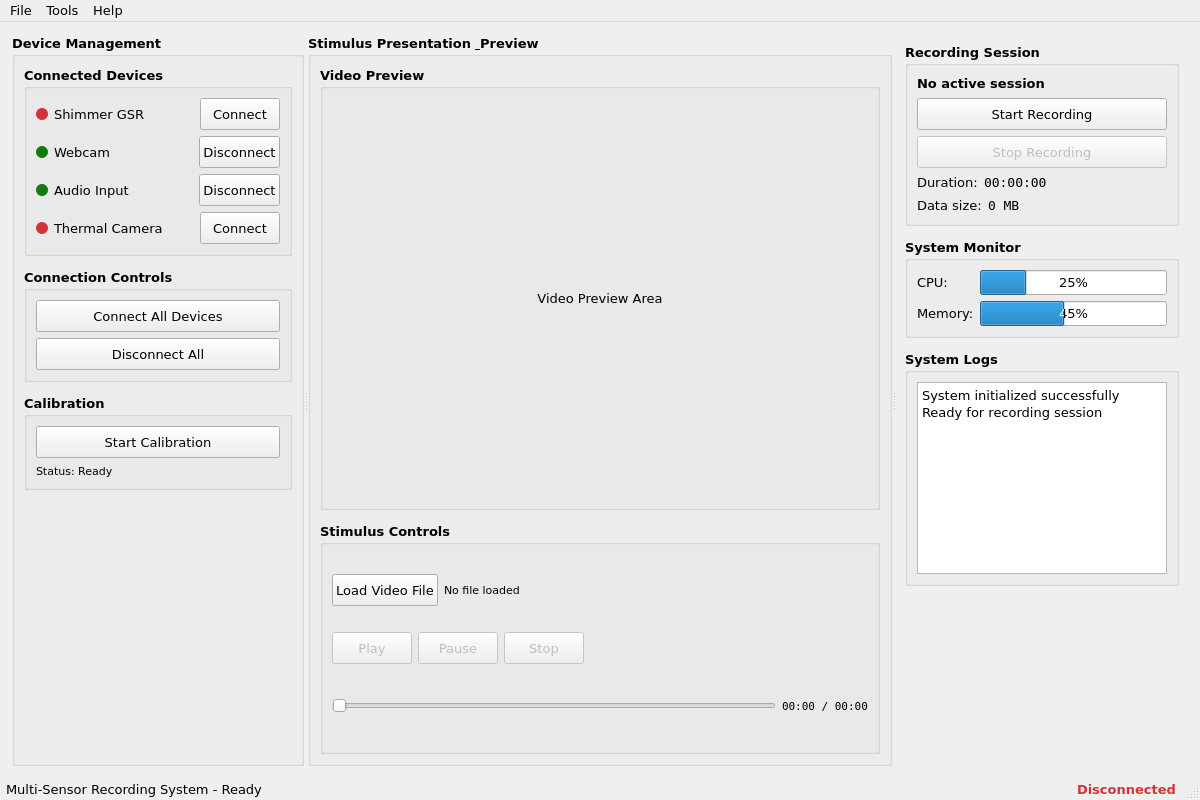 File Tools Help
Device Management
Connected Devices
Shimmer GSR Connect
Webcam Disconnect
Audio Input Disconnect
Thermal Camera Connect
Connection Controls
Connect All Devices
Disconnect All
Calibration
Start Calibration
Status: Ready
Stimulus Presentation _Preview
Video Preview
Video Preview Area
Stimulus Controls
Load Video File No file loaded
Play Pause Stop
00:00 / 00:00
Recording Session
No active session
Start Recording
Stop Recording
Duration: 00:00:00
Data size: 0 MB
System Monitor
CPU: 25%
Memory: 45%
System Logs
System initialized successfully
Ready for recording session
Multi-Sensor Recording System - Ready Disconnected